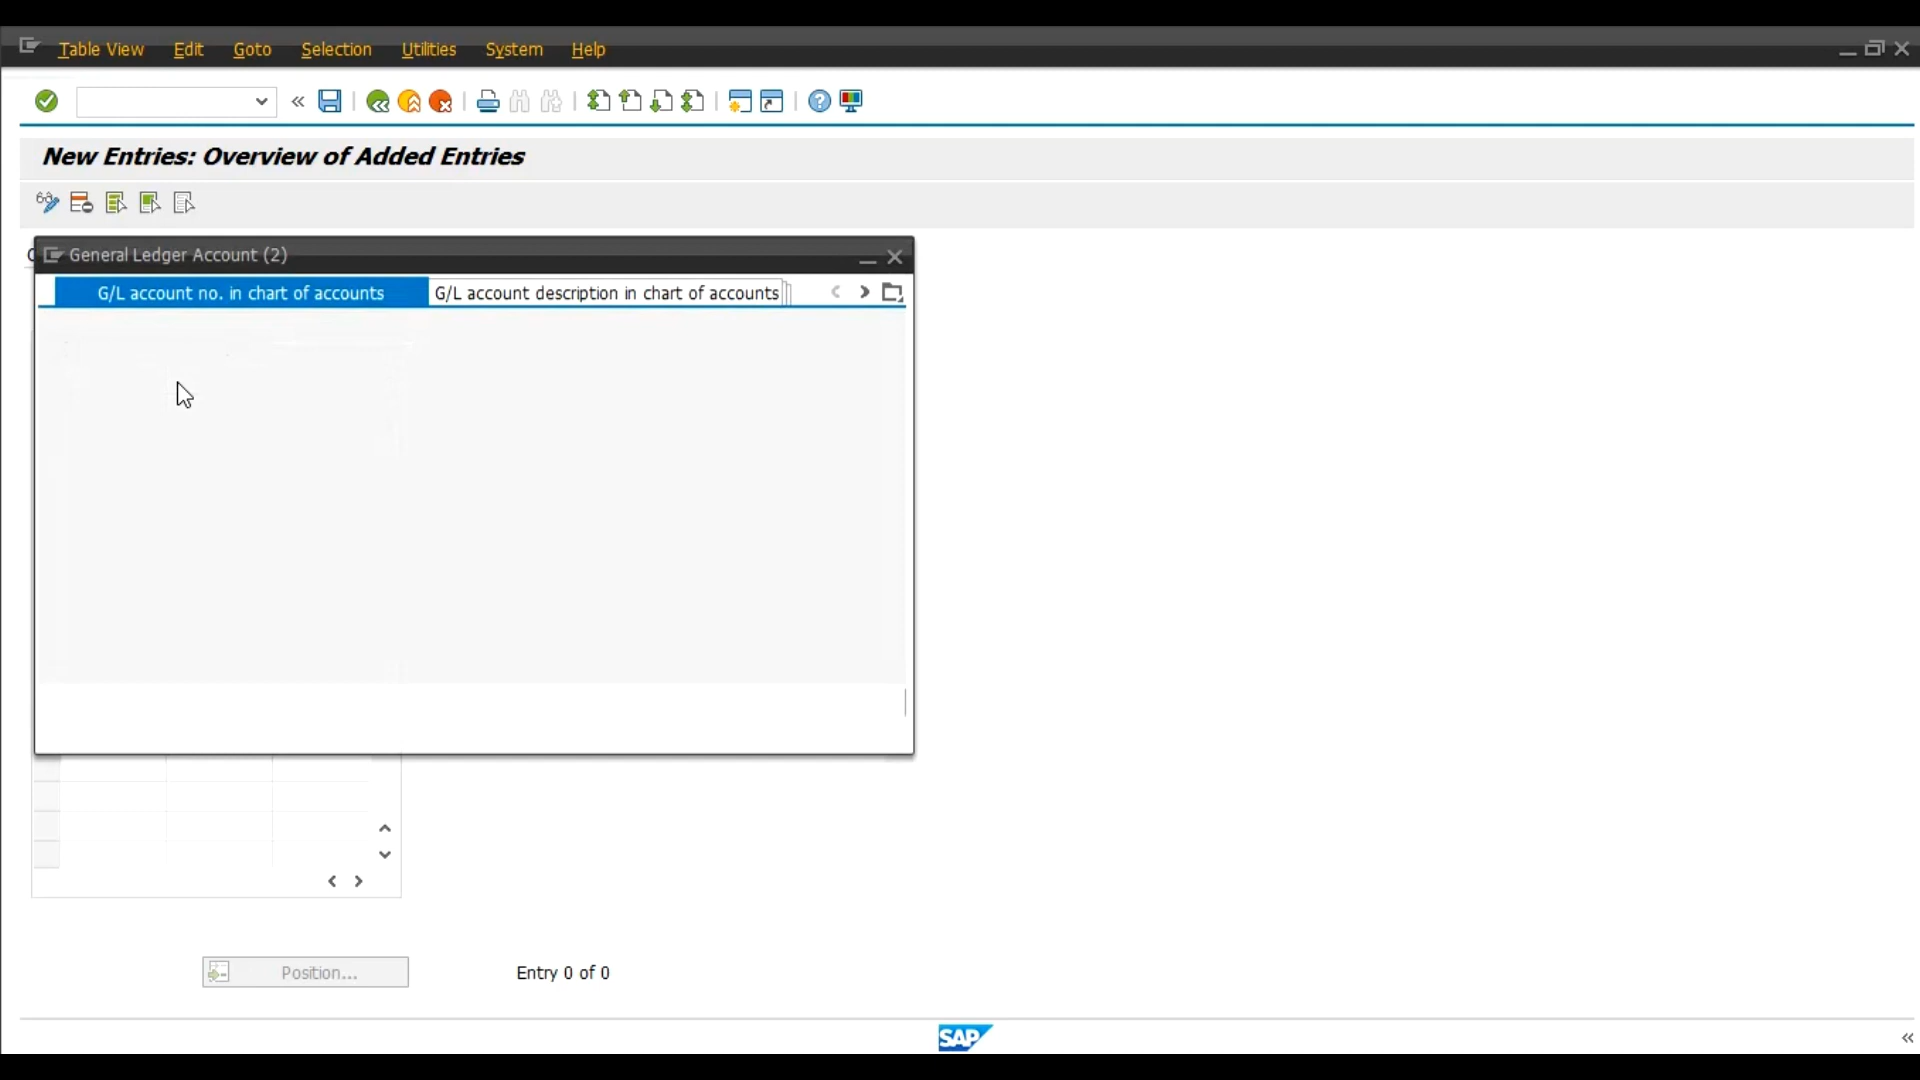 Table View Edit Goto Selection Utilities System Help
New Entries: Overview of Added Entries
General Ledger Account (2)
G/L account no. in chart of accounts G/L account description in chart of accounts
Position... Entry 0 of 0
SAP